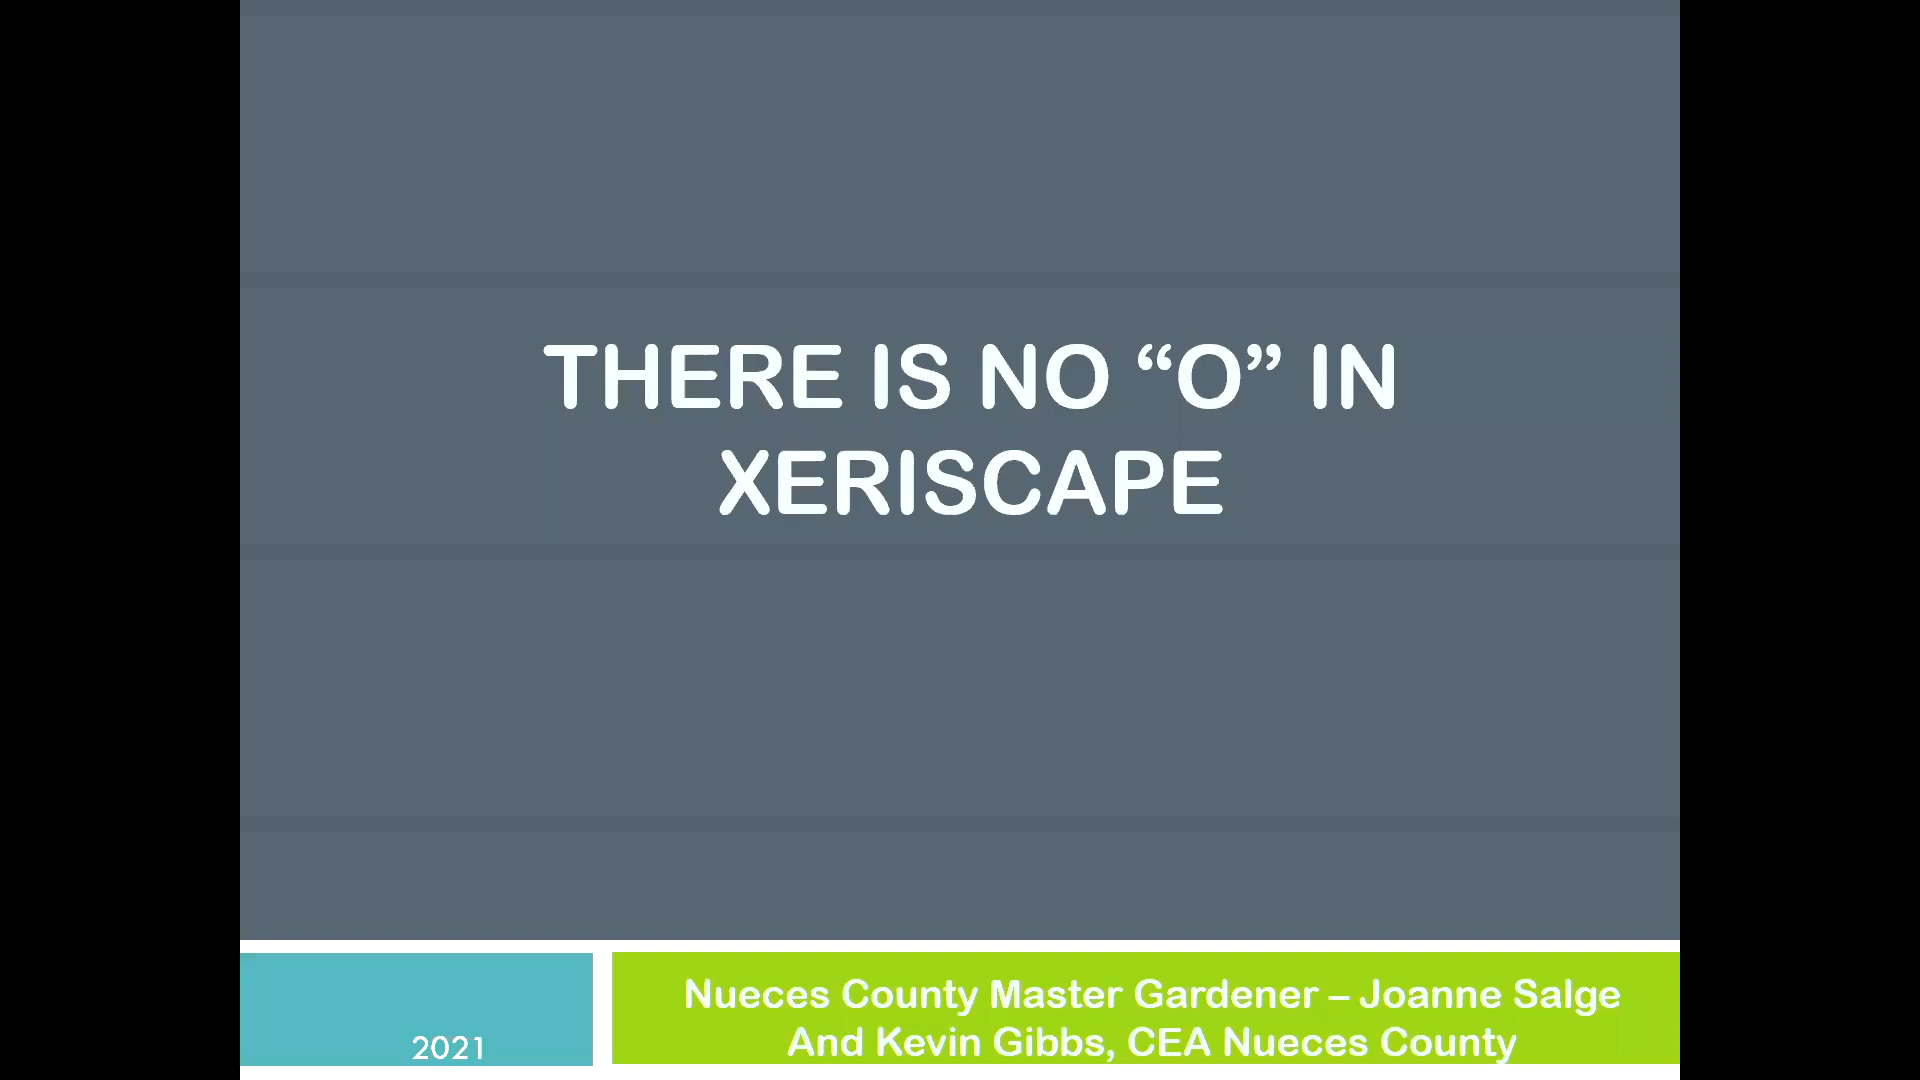 THERE IS NO “O” IN
XERISCAPE
2021
Nueces County Master Gardener – Joanne Salge
And Kevin Gibbs, CEA Nueces County